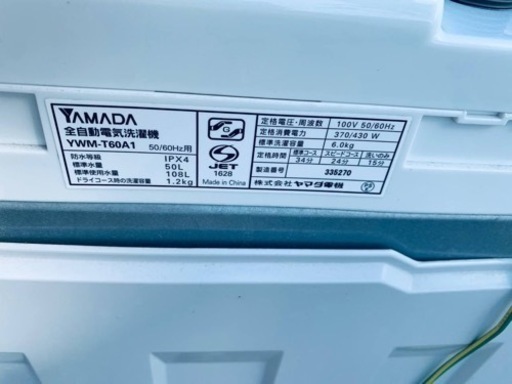 YAMADA
全自動電気洗濯機
YWM-T60A1 50/60Hz用
防水等級 IPX4
標準水量 50L
標準使用水量 108L
ドライコース時の洗濯容量 1.2kg
G
JET
1628
Made in China
定格電圧・周波数 100V 50/60Hz
定格消費電力 370/430 W
標準洗濯容量 6.0kg
定格時間 標準コース スピードコース 洗いのみ
34分 24分 15分
製造番号 335270
株式会社ヤマダ電機